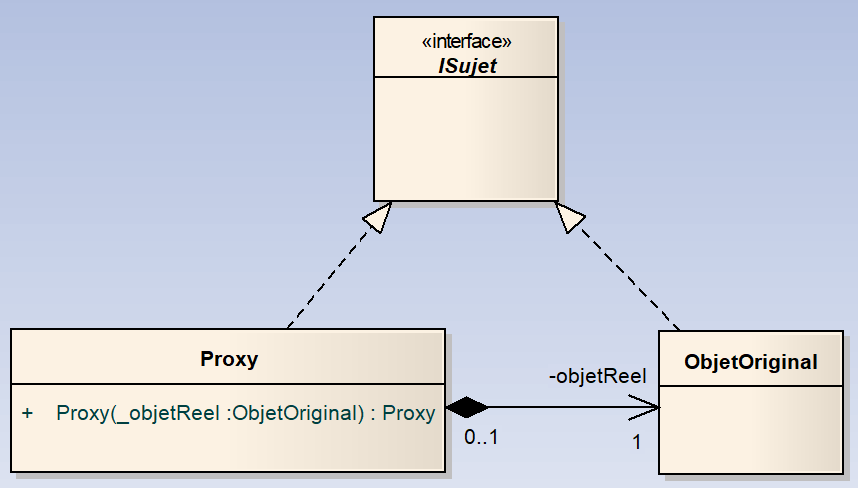 «interface»
ISujet
Proxy
+ Proxy(_objetReel :ObjetOriginal) : Proxy
ObjetOriginal
-objetReel
0..1
1